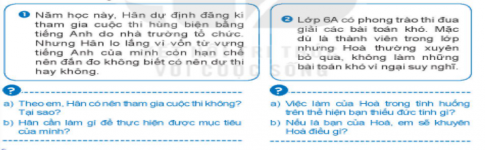 1 Năm học này, Hân dự định đăng kí
tham gia cuộc thi hùng biện bằng
tiếng Anh do nhà trường tổ chức.
Nhưng Hân lo lắng vì vốn từ vựng
tiếng Anh của mình còn hạn chế
nên đắn đo không biết có nên dự thi
hay không.
?
a) Theo em, Hân có nên tham gia cuộc thi không?
Tại sao?
b) Hân cần làm gì để thực hiện được mục tiêu
của mình?
2 Lớp 6A có phong trào thi đua
giải các bài toán khó. Mặc
dù là thành viên trong lớp
nhưng Hoà thường xuyên
bỏ qua, không làm những
bài toán khó vì ngại suy nghĩ.
?
a) Việc làm của Hoà trong tình huống
trên thể hiện bạn thiếu đức tính gì?
b) Nếu là bạn của Hoà, em sẽ khuyên
Hoà điều gì?